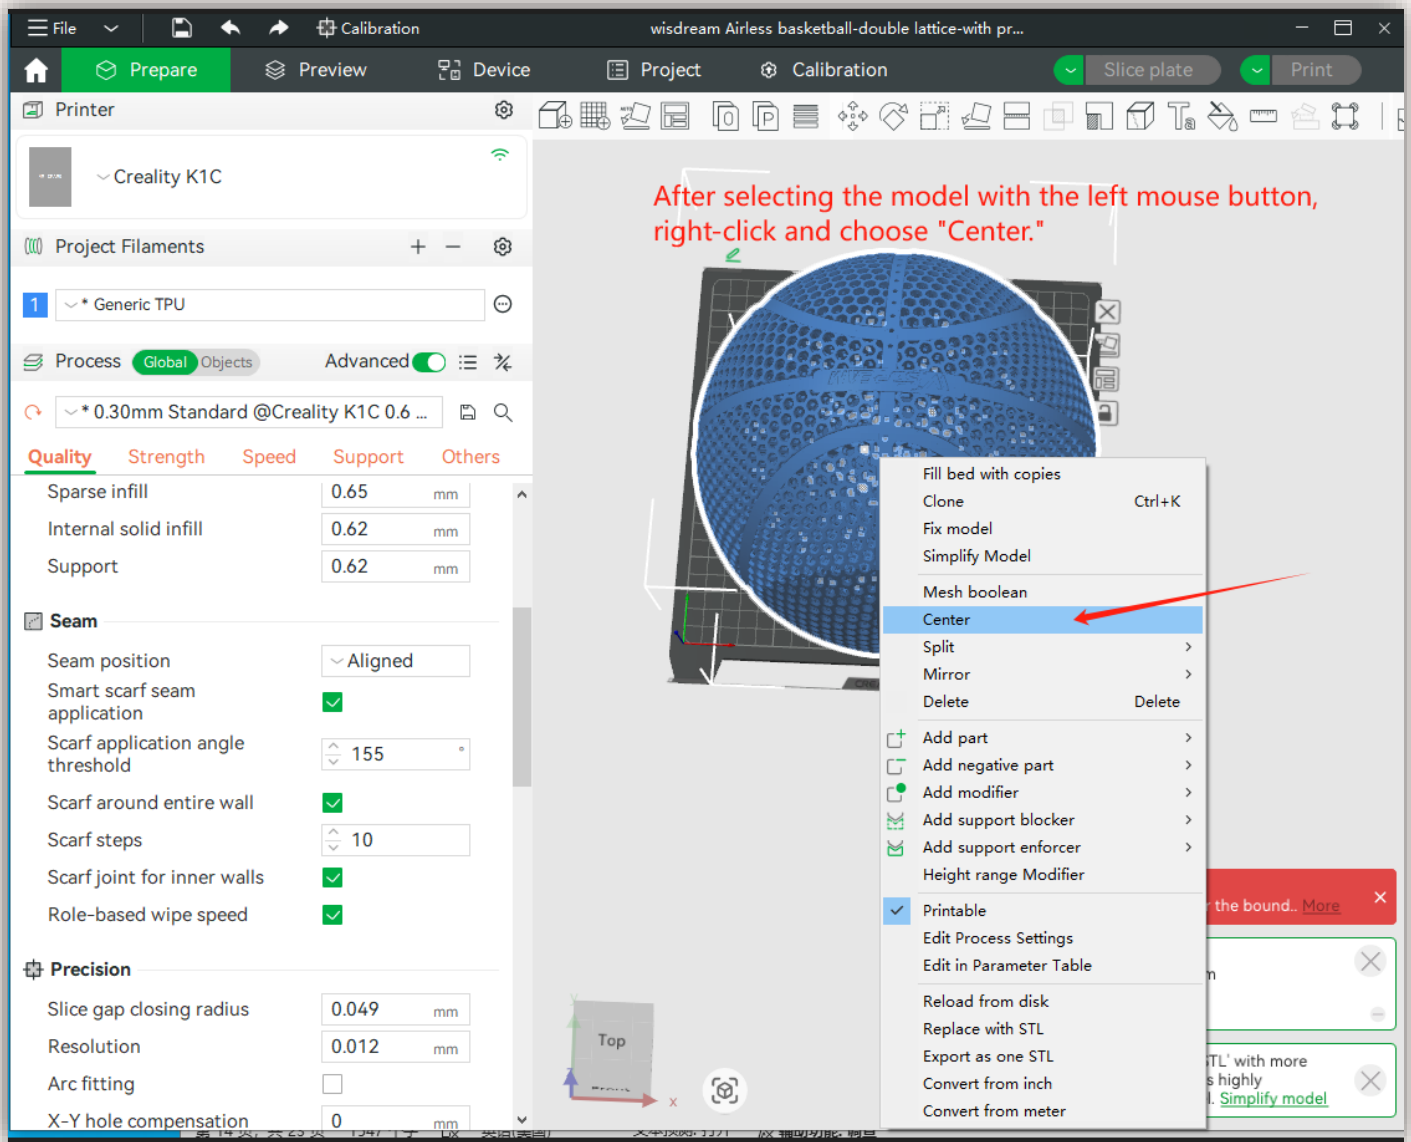 File
Calibration
wisdream Airless basketball-double lattice-with pr...
Prepare
Preview
Device
Project
Calibration
Slice plate
Print
Printer
Creality K1C
Project Filaments
1
* Generic TPU
Process
Global
Objects
Advanced
* 0.30mm Standard @Creality K1C 0.6 ...
Quality
Strength
Speed
Support
Others
Sparse infill
0.65 mm
Internal solid infill
0.62 mm
Support
0.62 mm
Seam
Seam position
Aligned
Smart scarf seam
application
Scarf application angle
threshold
155 °
Scarf around entire wall
Scarf steps
10
Scarf joint for inner walls
Role-based wipe speed
Precision
Slice gap closing radius
0.049 mm
Resolution
0.012 mm
Arc fitting
X-Y hole compensation
0 mm
After selecting the model with the left mouse button,
right-click and choose "Center."
Fill bed with copies
Clone Ctrl+K
Fix model
Simplify Model
Mesh boolean
Center
Split
Mirror
Delete Delete
Add part
Add negative part
Add modifier
Add support blocker
Add support enforcer
Height range Modifier
Printable
Edit Process Settings
Edit in Parameter Table
Reload from disk
Replace with STL
Export as one STL
Convert from inch
Convert from meter
the bound.. More
TL' with more
s highly
Simplify model
Top
x